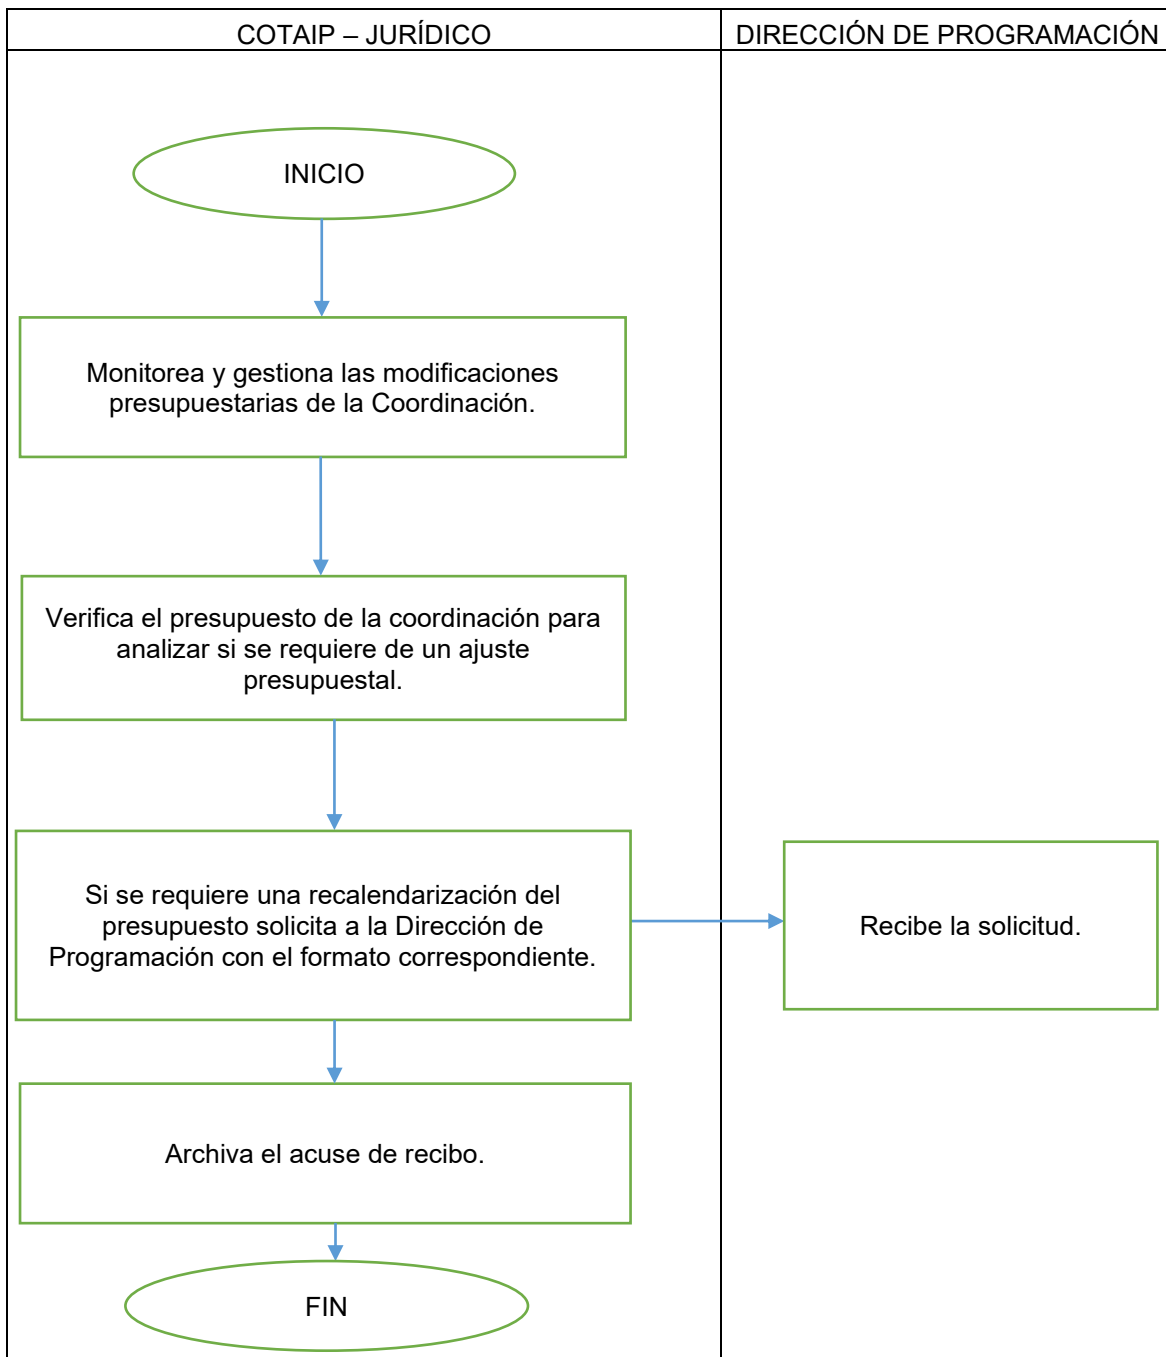 COTAIP – JURÍDICO
DIRECCIÓN DE PROGRAMACIÓN
INICIO
Monitorea y gestiona las modificaciones
presupuestarias de la Coordinación.
Verifica el presupuesto de la coordinación para
analizar si se requiere de un ajuste
presupuestal.
Si se requiere una recalendarización del
presupuesto solicita a la Dirección de
Programación con el formato correspondiente.
Recibe la solicitud.
Archiva el acuse de recibo.
FIN